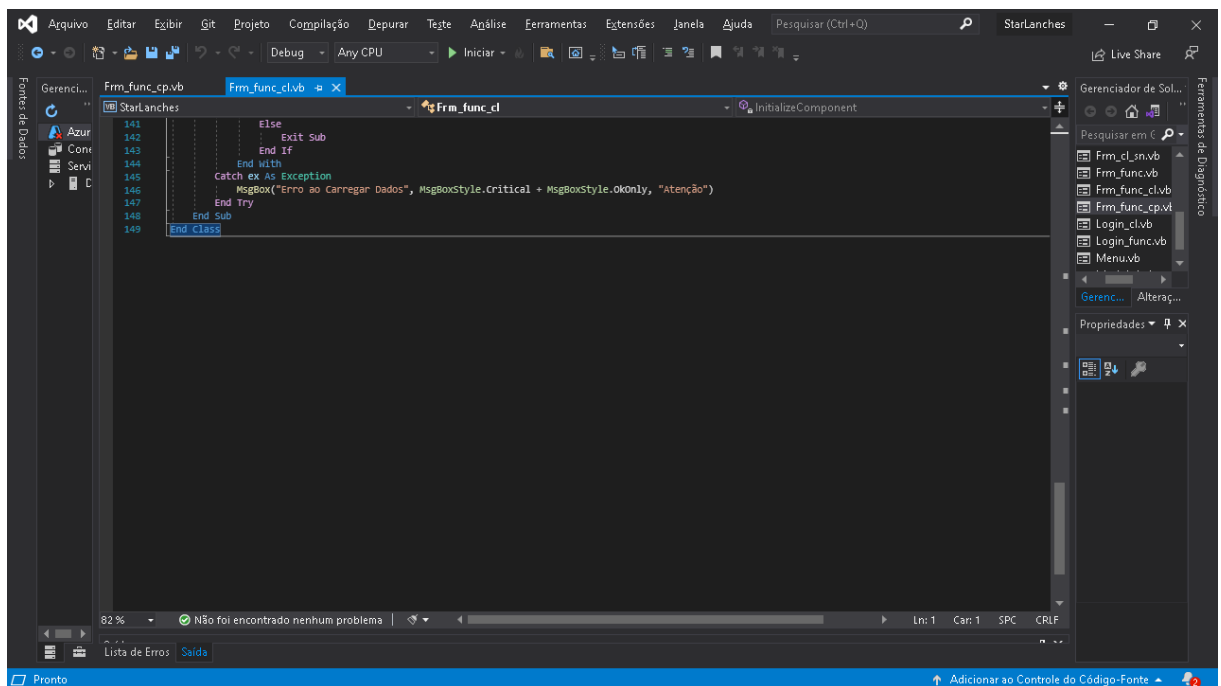 Arquivo Editar Exibir Git Projeto Compilação Depurar Teste Análise Ferramentas Extensões Janela Ajuda Pesquisar (Ctrl+Q) StarLanches
Debug Any CPU Iniciar Live Share
Fontes de Dados
Gerenci...
Azur
Cone
Servi
D
Frm_func_cp.vb Frm_func_cl.vb
VB StarLanches Frm_func_cl InitializeComponent
141 Else
142 Exit Sub
143 End If
144 End With
145 Catch ex As Exception
146 MsgBox("Erro ao Carregar Dados", MsgBoxStyle.Critical + MsgBoxStyle.OkOnly, "Atenção")
147 End Try
148 End Sub
149 End Class
82 % Não foi encontrado nenhum problema Ln: 1 Car: 1 SPC CRLF
Lista de Erros Saída
Gerenciador de Sol...
Pesquisar em
Frm_cl_sn.vb
Frm_func.vb
Frm_func_cl.vb
Frm_func_cp.vb
Login_cl.vb
Login_func.vb
Menu.vb
Gerenc... Alteraç...
Propriedades
Ferramentas de Diagnóstico
Pronto Adicionar ao Controle do Código-Fonte 2